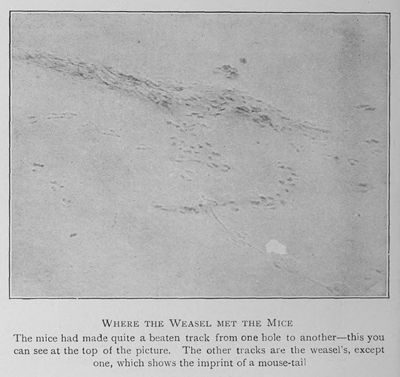 WHERE THE WEASEL MET THE MICE
The mice had made quite a beaten track from one hole to another—this you
can see at the top of the picture. The other tracks are the weasel's, except
one, which shows the imprint of a mouse-tail